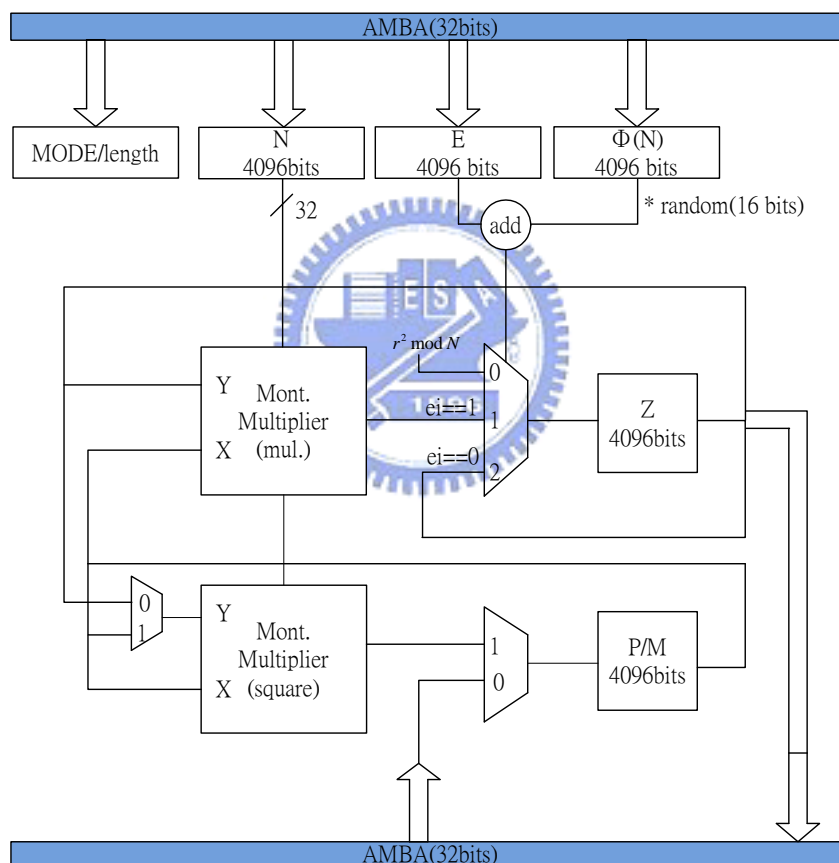 AMBA(32bits)
MODE/length
N
4096bits
E
4096 bits
Φ(N)
4096 bits
32
add
* random(16 bits)
E S A
1896
r² mod N
0
ei==1
1
ei==0
2
Y
Mont.
Multiplier
X
(mul.)
Z
4096bits
0
1
Y
Mont.
Multiplier
X
(square)
1
0
P/M
4096bits
AMBA(32bits)